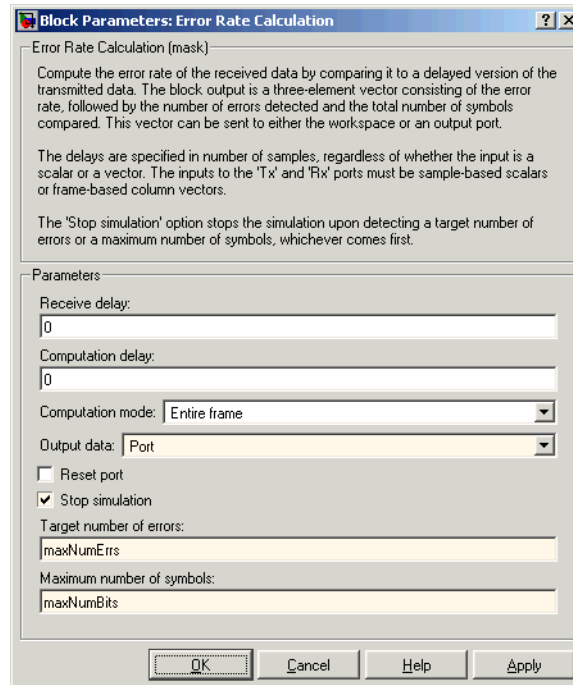 Block Parameters: Error Rate Calculation
Error Rate Calculation (mask)
Compute the error rate of the received data by comparing it to a delayed version of the
transmitted data. The block output is a three-element vector consisting of the error
rate, followed by the number of errors detected and the total number of symbols
compared. This vector can be sent to either the workspace or an output port.
The delays are specified in number of samples, regardless of whether the input is a
scalar or a vector. The inputs to the 'Tx' and 'Rx' ports must be sample-based scalars
or frame-based column vectors.
The 'Stop simulation' option stops the simulation upon detecting a target number of
errors or a maximum number of symbols, whichever comes first.
Parameters
Receive delay:
0
Computation delay:
0
Computation mode: Entire frame
Output data: Port
Reset port
Stop simulation
Target number of errors:
maxNumErrs
Maximum number of symbols:
maxNumBits
OK Cancel Help Apply